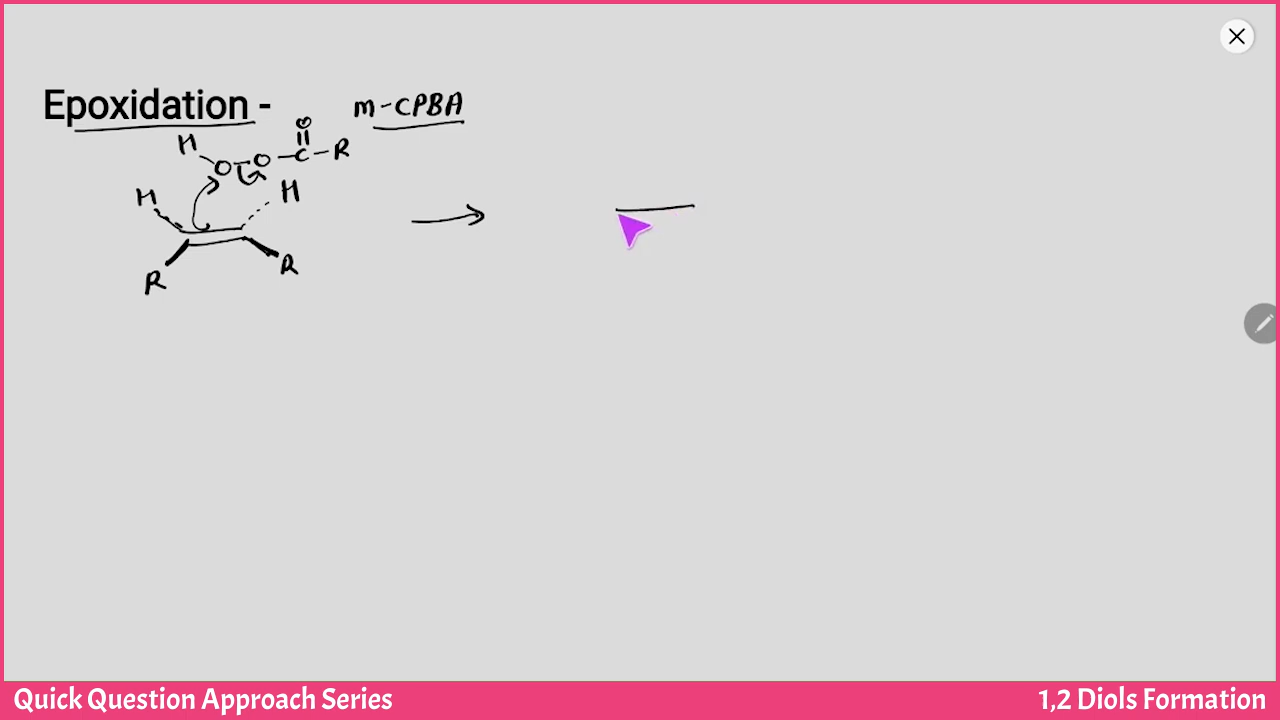 Epoxidation - m-CPBA
O
H
O-O-C-R
H H
R R
Quick Question Approach Series
1,2 Diols Formation